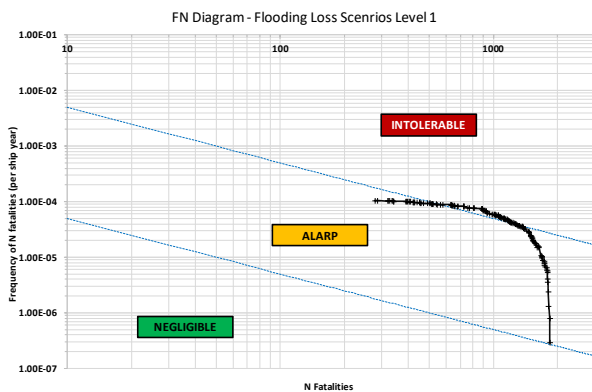 FN Diagram - Flooding Loss Scenrios Level 1
1.00E-01
10
100
1000
1.00E-02
INTOLERABLE
1.00E-03
1.00E-04
ALARP
1.00E-05
1.00E-06
NEGLIGIBLE
1.00E-07
Frequency of N fatalities (per ship year)
N Fatalities